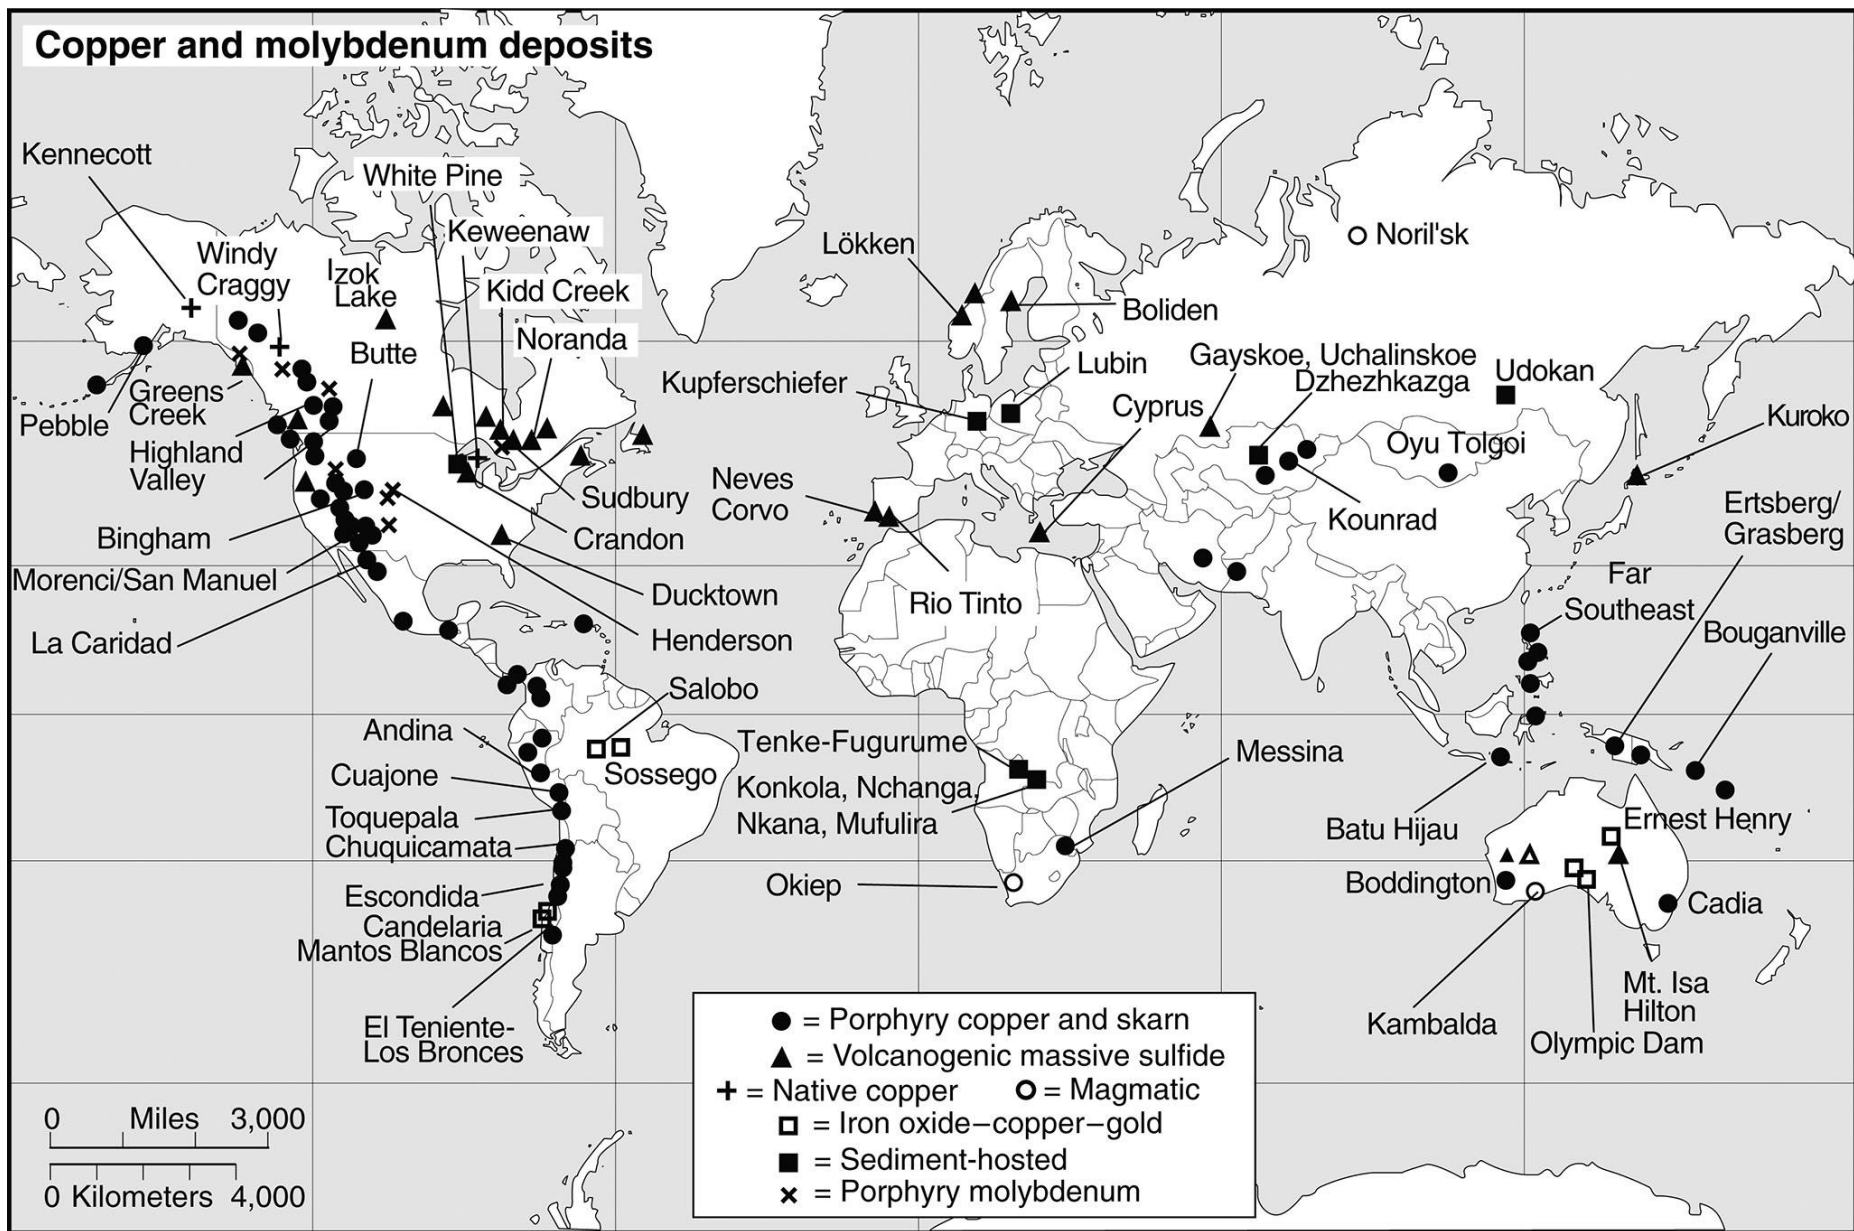 Copper and molybdenum deposits
Kennecott
White Pine
Keweenaw
Windy
Craggy
Izok
Lake
Kidd Creek
Noranda
Butte
Greens
Creek
Pebble
Highland
Valley
Bingham
Morenci/San Manuel
La Caridad
Sudbury
Crandon
Ducktown
Henderson
Salobo
Sossego
Andina
Cuajone
Toquepala
Chuquicamata
Escondida
Candelaria
Mantos Blancos
El Teniente-
Los Bronces
Lökken
Boliden
Noril'sk
Kupferschiefer
Lubin
Cyprus
Gayskoe, Uchalinskoe
Dzhezhkazga
Udokan
Kuroko
Oyu Tolgoi
Kounrad
Neves
Corvo
Rio Tinto
Ertsberg/
Grasberg
Far
Southeast
Bouganville
Tenke-Fugurume
Konkola, Nchanga,
Nkana, Mufulira
Messina
Okiep
Batu Hijau
Ernest Henry
Boddington
Cadia
Kambalda
Mt. Isa
Hilton
Olympic Dam
= Porphyry copper and skarn
= Volcanogenic massive sulfide
= Native copper = Magmatic
= Iron oxide–copper–gold
= Sediment-hosted
= Porphyry molybdenum
0 Miles 3,000
0 Kilometers 4,000